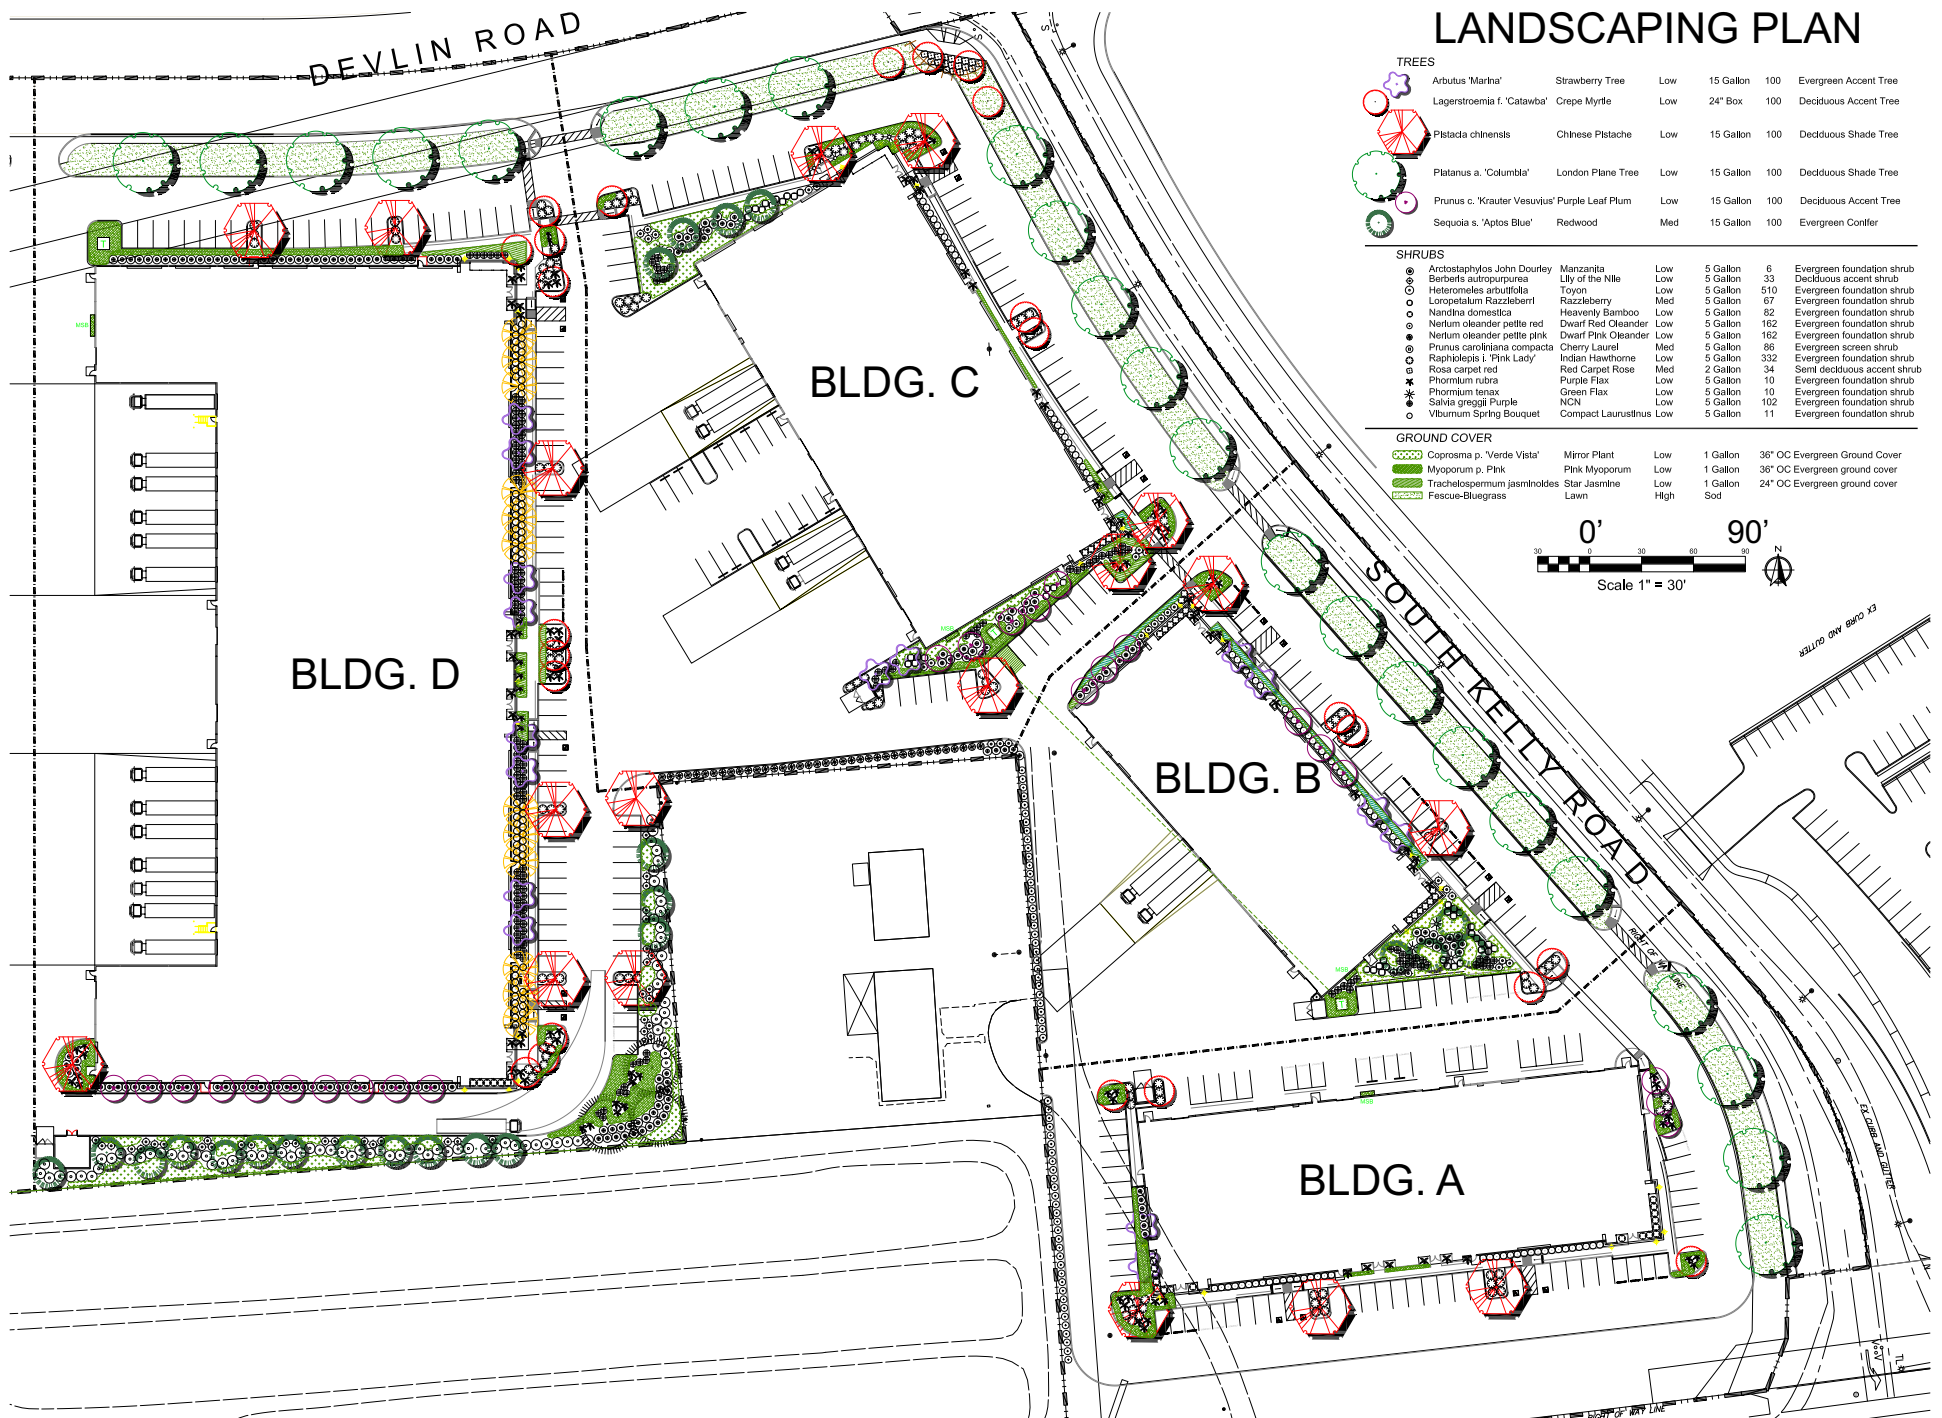 LANDSCAPING PLAN
DEVLIN ROAD
TREES
Arbutus 'Marina' Strawberry Tree Low 15 Gallon 100 Evergreen Accent Tree
Lagerstroemia f. 'Catawba' Crepe Myrtle Low 24" Box 100 Deciduous Accent Tree
Pistacia chinensis Chinese Pistache Low 15 Gallon 100 Deciduous Shade Tree
Platanus a. 'Columbia' London Plane Tree Low 15 Gallon 100 Deciduous Shade Tree
Prunus c. 'Krauter Vesuvius' Purple Leaf Plum Low 15 Gallon 100 Deciduous Accent Tree
Sequoia s. 'Aptos Blue' Redwood Med 15 Gallon 100 Evergreen Conifer
SHRUBS
Arctostaphylos John Dourley Manzanita Low 5 Gallon 6 Evergreen foundation shrub
Berberis autropurpurea Lily of the Nile Low 5 Gallon 33 Deciduous accent shrub
Heteromeles arbutifolia Toyon Low 5 Gallon 510 Evergreen foundation shrub
Loropetalum Razzleberri Razzleberry Med 5 Gallon 67 Evergreen foundation shrub
Nandina domestica Heavenly Bamboo Low 5 Gallon 82 Evergreen foundation shrub
Nerium oleander petite red Dwarf Red Oleander Low 5 Gallon 162 Evergreen foundation shrub
Nerium oleander petite pink Dwarf Pink Oleander Low 5 Gallon 162 Evergreen foundation shrub
Prunus caroliniana compacta Cherry Laurel Med 5 Gallon 86 Evergreen screen shrub
Raphiolepis i. 'Pink Lady' Indian Hawthorne Low 5 Gallon 332 Evergreen foundation shrub
Rosa carpet red Red Carpet Rose Med 2 Gallon 34 Semi deciduous accent shrub
Phormium rubra Purple Flax Low 5 Gallon 10 Evergreen foundation shrub
Phormium tenax Green Flax Low 5 Gallon 10 Evergreen foundation shrub
Salvia greggii Purple NCN Low 5 Gallon 102 Evergreen foundation shrub
Viburnum Spring Bouquet Compact Laurustinus Low 5 Gallon 11 Evergreen foundation shrub
GROUND COVER
Coprosma p. 'Verde Vista' Mirror Plant Low 1 Gallon 36" OC Evergreen Ground Cover
Myoporum p. Pink Pink Myoporum Low 1 Gallon 36" OC Evergreen ground cover
Trachelospermum jasminoides Star Jasmine Low 1 Gallon 24" OC Evergreen ground cover
Fescue-Bluegrass Lawn High Sod
0' 90'
30 0 30 60 90
N
Scale 1" = 30'
BLDG. C
BLDG. D
BLDG. B
BLDG. A
SOUTH KELLY ROAD
EX CURB AND GUTTER
RIGHT OF WAY LINE
EX CURB AND GUTTER
RIGHT OF WAY LINE
MSB
MSB
MSB
MSB
T
S
S
TL